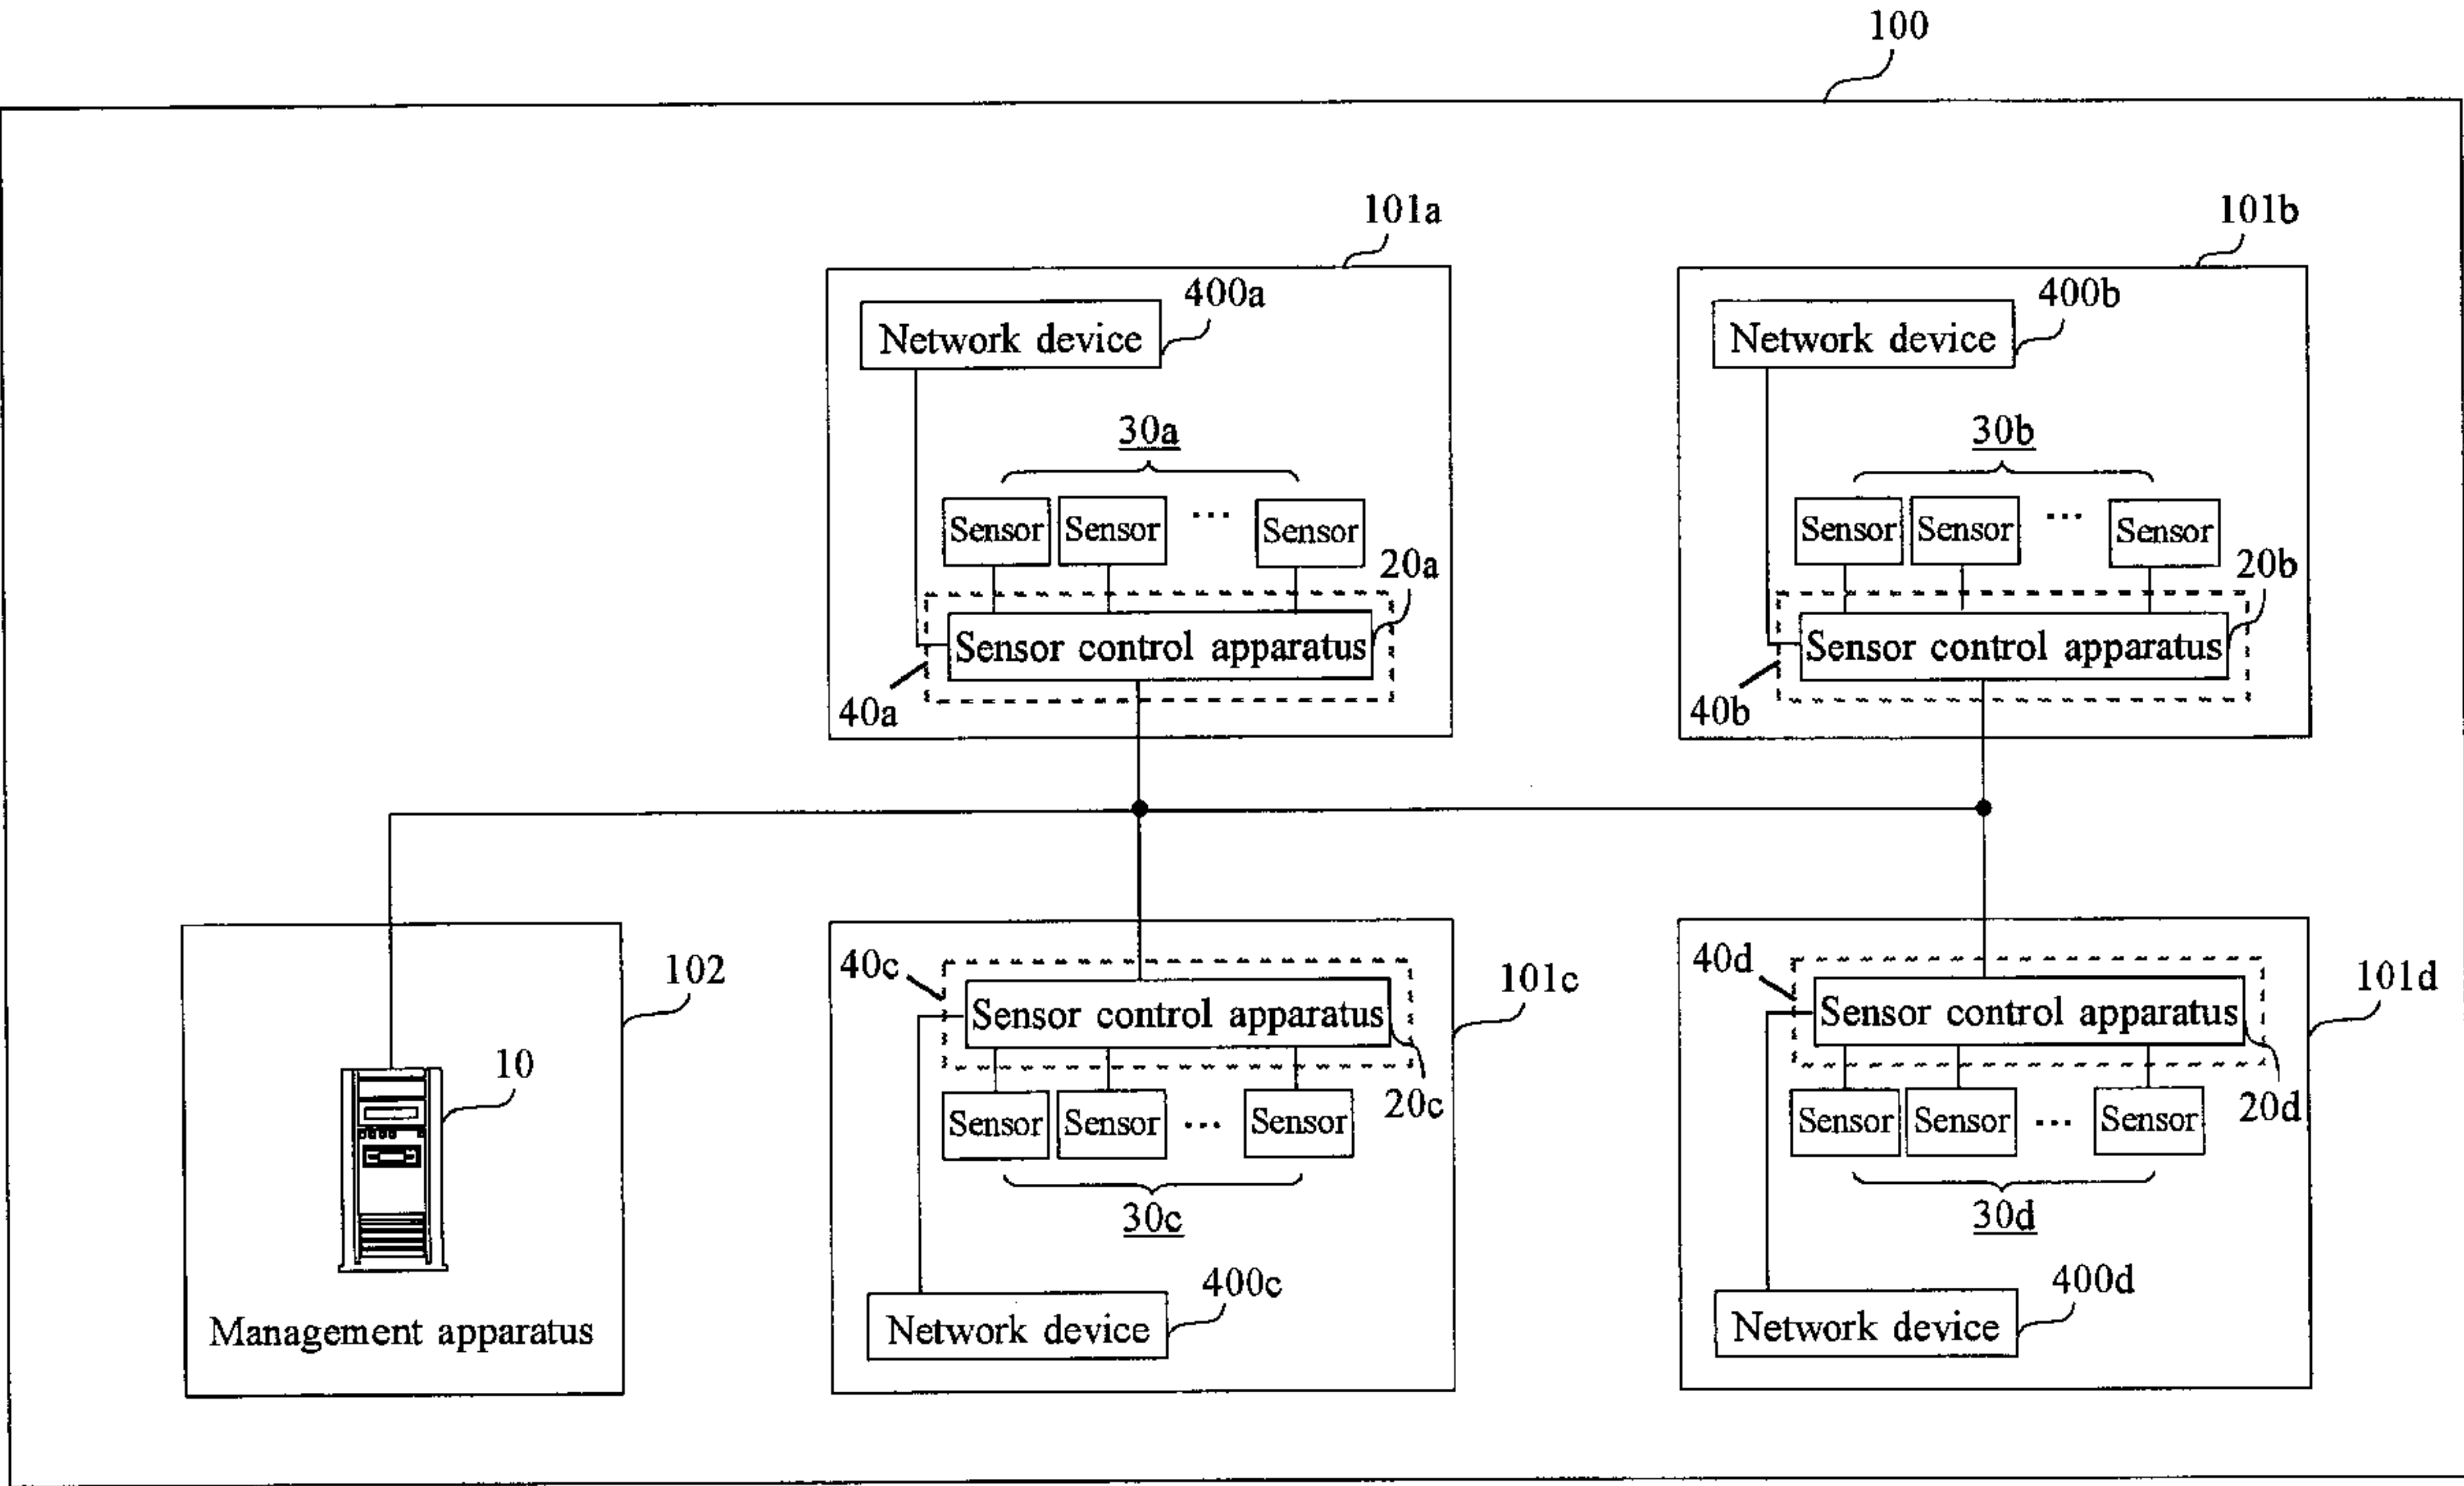 100
101a
101b
400a
Network device
400b
Network device
30a
30b
Sensor Sensor ... Sensor
Sensor Sensor ... Sensor
20a
20b
Sensor control apparatus
Sensor control apparatus
40a
40b
102
10
Management apparatus
40c
101c
Sensor control apparatus
20c
Sensor Sensor ... Sensor
30c
400c
Network device
40d
101d
Sensor control apparatus
20d
Sensor Sensor ... Sensor
30d
400d
Network device